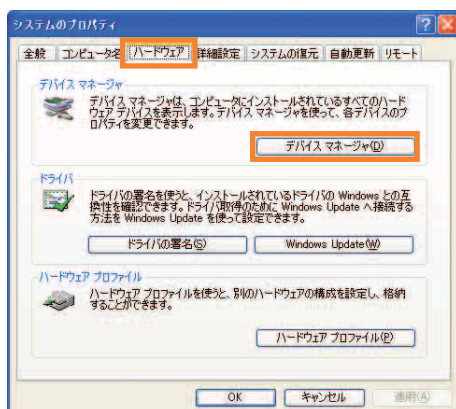 システムのプロパティ
全般 コンピュータ名 ハードウェア 詳細設定 システムの復元 自動更新 リモート
デバイス マネージャ
デバイス マネージャは、コンピュータにインストールされているすべてのハード
ウェア デバイスを表示します。デバイス マネージャを使って、各デバイスのプ
ロパティを変更できます。
デバイス マネージャ(D)
ドライバ
ドライバの署名を使うと、インストールされているドライバの Windows との互
換性を確認できます。ドライバ取得のために Windows Update へ接続する
方法を Windows Update を使って設定できます。
ドライバの署名(S) Windows Update(W)
ハードウェア プロファイル
ハードウェア プロファイルを使うと、別のハードウェアの構成を設定し、格納
することができます。
ハードウェア プロファイル(P)
OK キャンセル 適用(A)